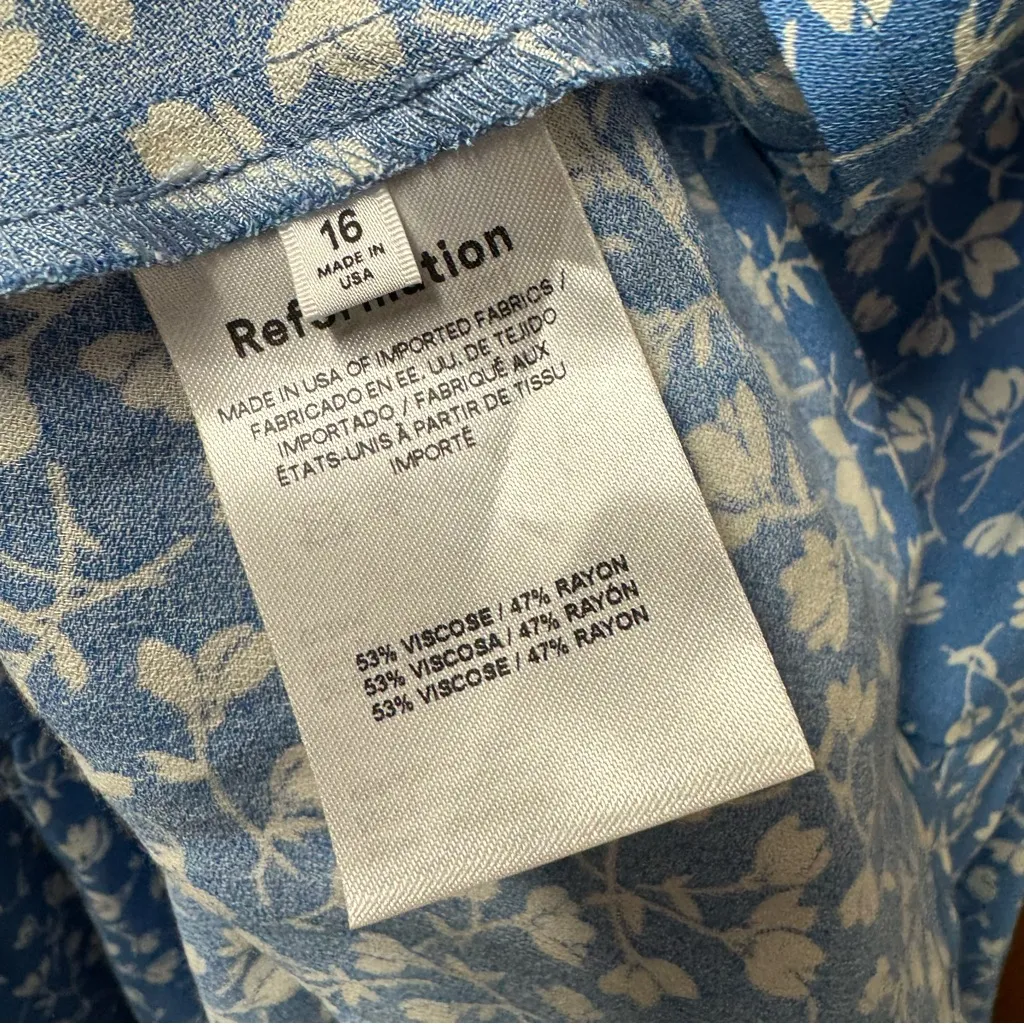 16
MADE IN
USA
Reformation
MADE IN USA OF IMPORTED FABRICS /
FABRICADO EN EE. UU. DE TEJIDO
IMPORTADO / FABRIQUÉ AUX
ÉTATS-UNIS À PARTIR DE TISSU
IMPORTÉ
53% VISCOSE / 47% RAYON
53% VISCOSA / 47% RAYÓN
53% VISCOSE / 47% RAYON